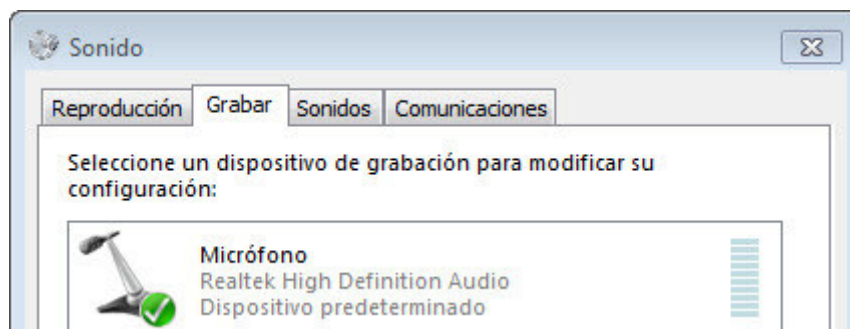 Sonido
Reproducción Grabar Sonidos Comunicaciones
Seleccione un dispositivo de grabación para modificar su
configuración:
Micrófono
Realtek High Definition Audio
Dispositivo predeterminado